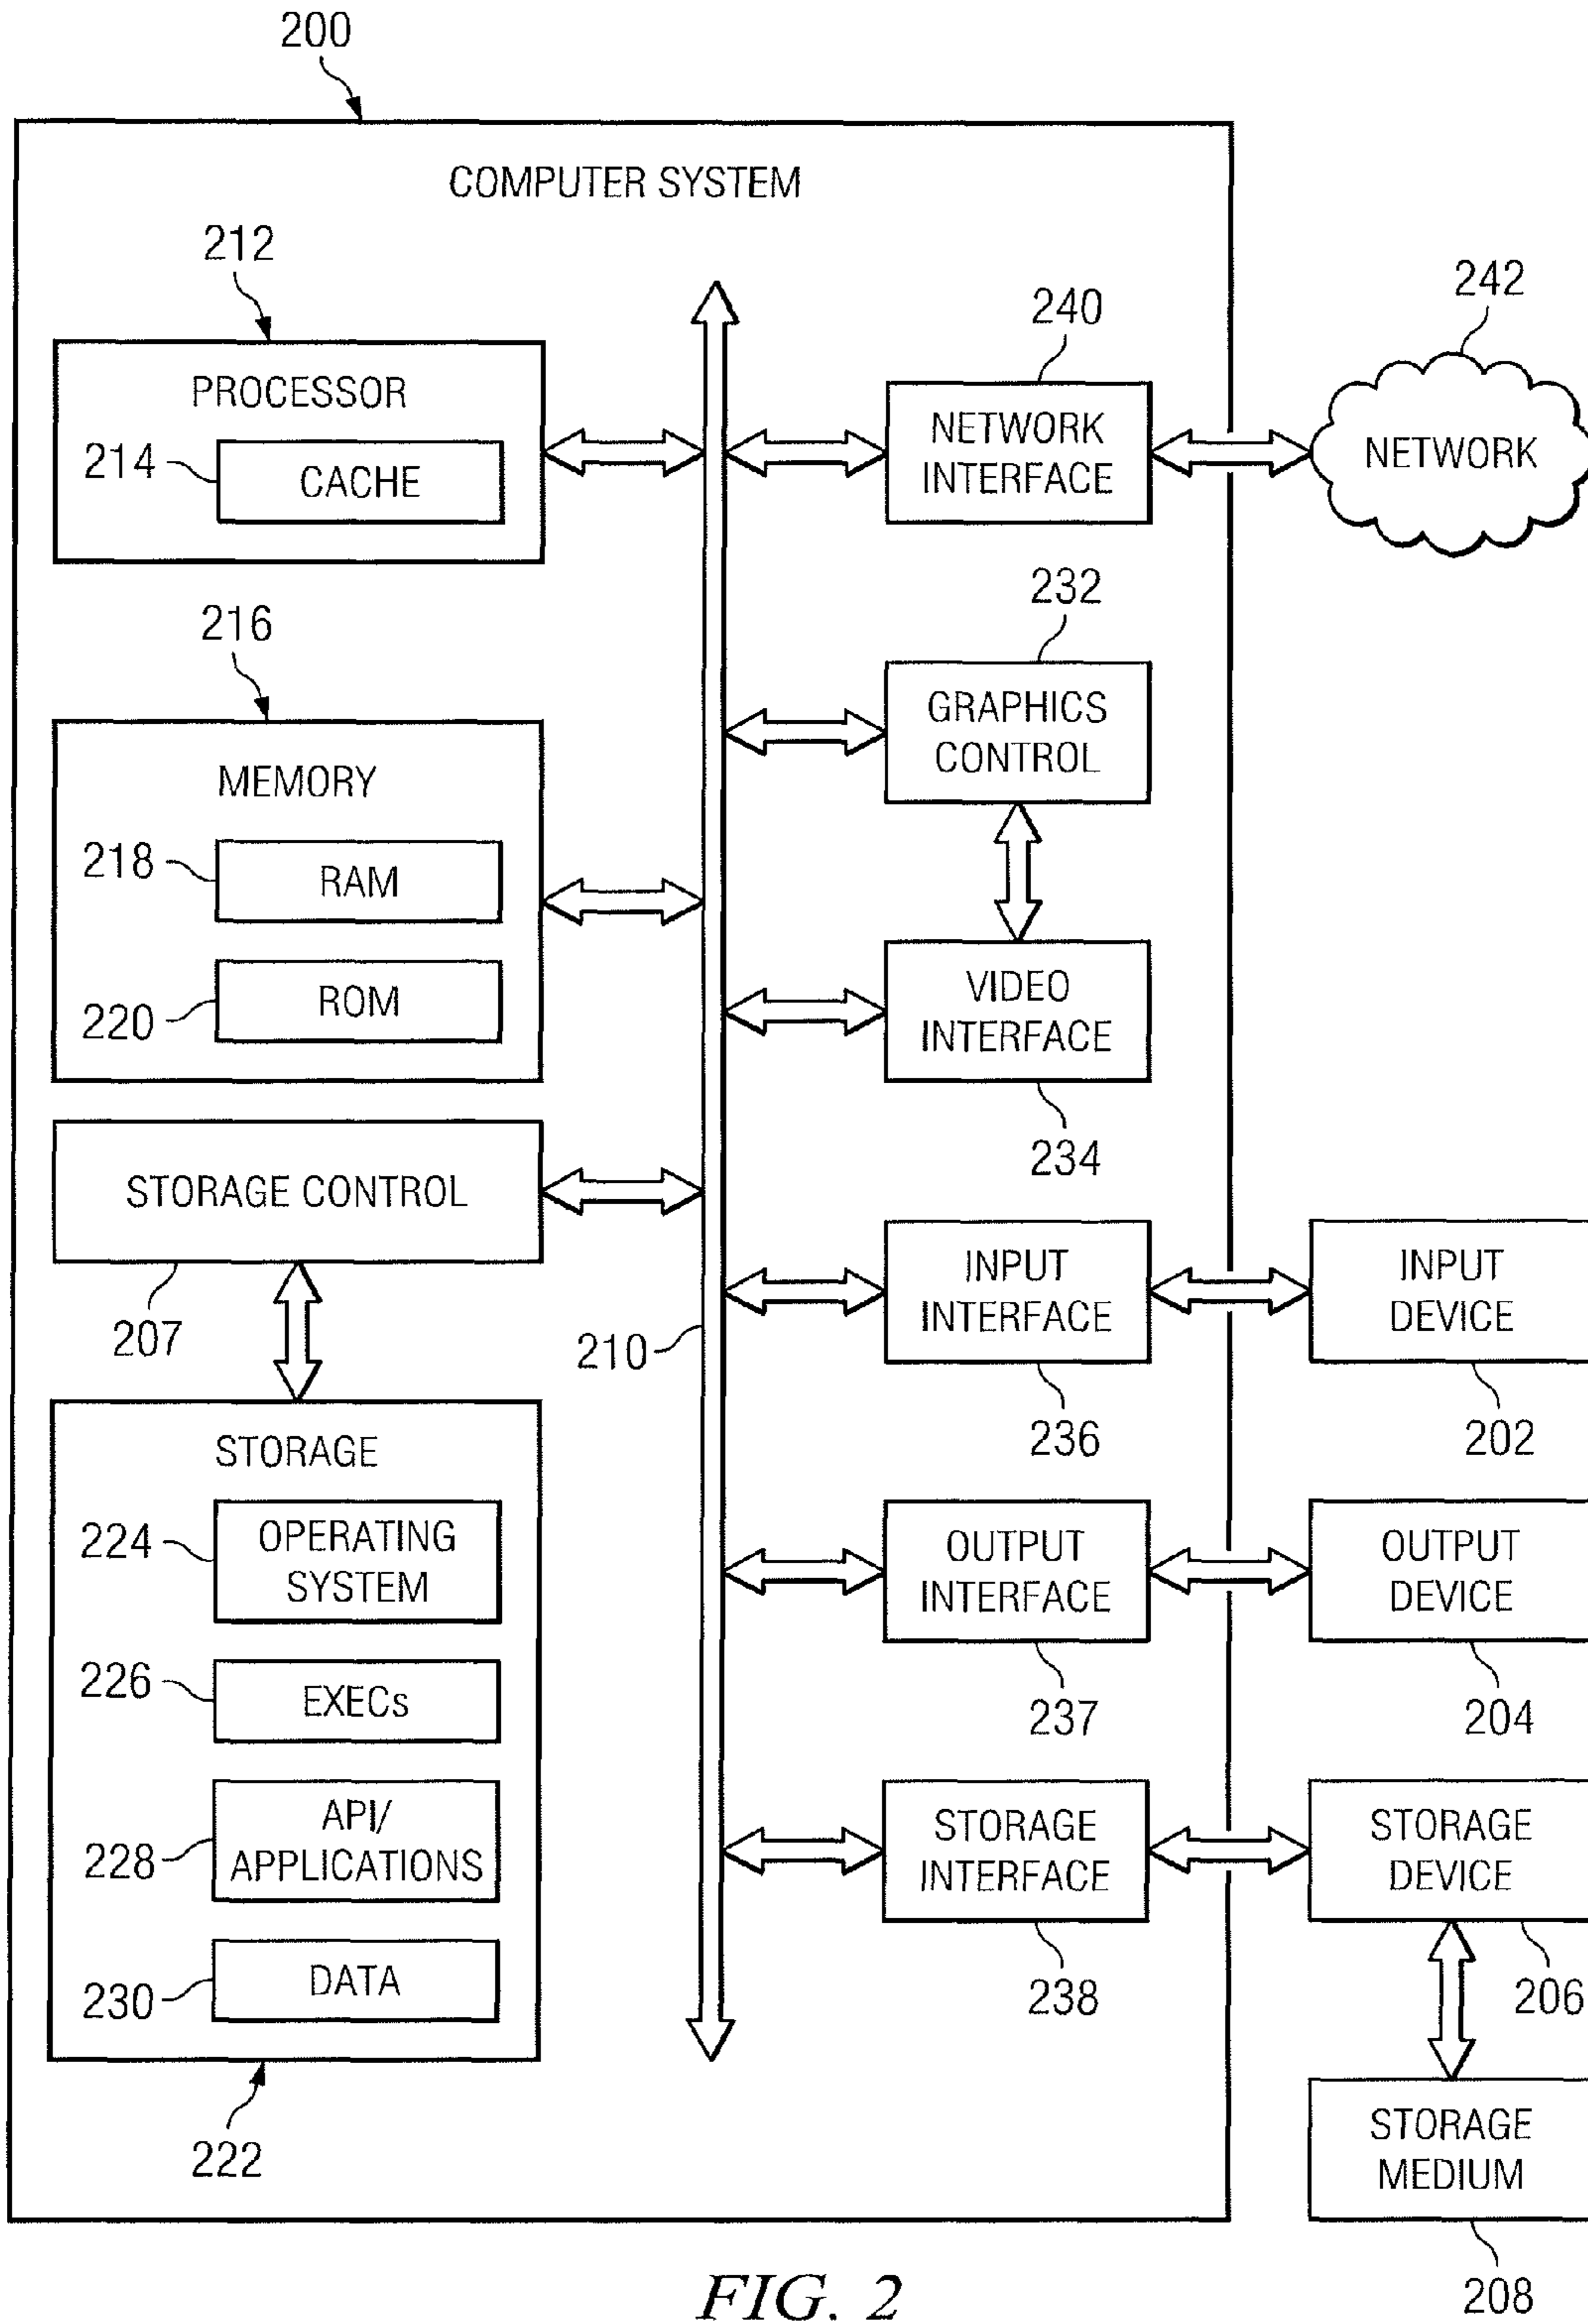 200
COMPUTER SYSTEM
212
PROCESSOR
214
CACHE
216
MEMORY
218
RAM
220
ROM
STORAGE CONTROL
207
STORAGE
224
OPERATING
SYSTEM
226
EXECs
228
API/
APPLICATIONS
230
DATA
222
210
240
NETWORK
INTERFACE
242
NETWORK
232
GRAPHICS
CONTROL
VIDEO
INTERFACE
234
INPUT
INTERFACE
236
INPUT
DEVICE
202
OUTPUT
INTERFACE
237
OUTPUT
DEVICE
204
STORAGE
INTERFACE
238
STORAGE
DEVICE
206
STORAGE
MEDIUM
208
FIG. 2